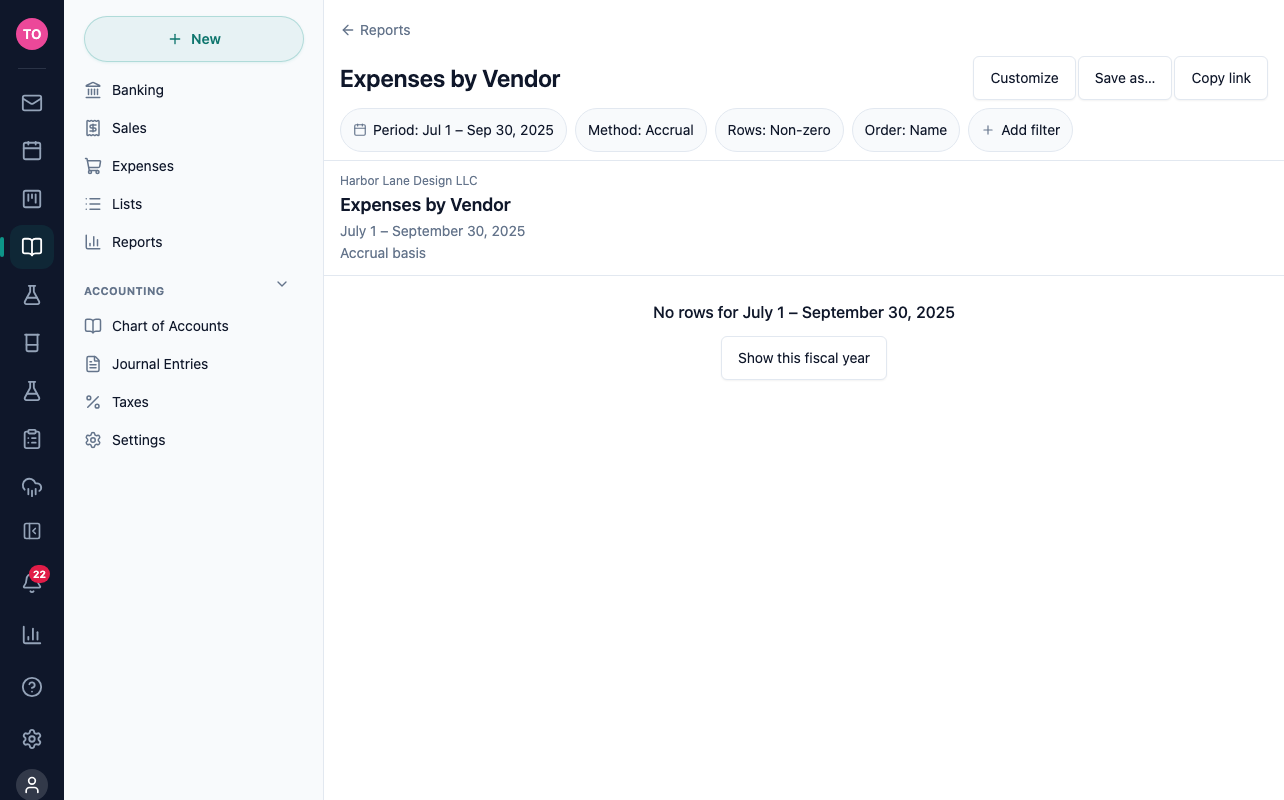 TO
22
New
Banking
Sales
Expenses
Lists
Reports
ACCOUNTING
Chart of Accounts
Journal Entries
Taxes
Settings
Reports
Expenses by Vendor
Customize
Save as...
Copy link
Period: Jul 1 – Sep 30, 2025
Method: Accrual
Rows: Non-zero
Order: Name
Add filter
Harbor Lane Design LLC
Expenses by Vendor
July 1 – September 30, 2025
Accrual basis
No rows for July 1 – September 30, 2025
Show this fiscal year